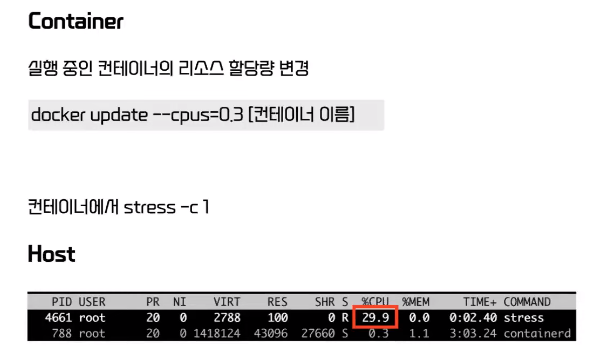 Container
실행 중인 컨테이너의 리소스 할당량 변경
docker update --cpus=0.3 [컨테이너 이름]
컨테이너에서 stress -c 1
Host
PID USER PR NI VIRT RES SHR S %CPU %MEM TIME+ COMMAND
4661 root 20 0 2788 100 0 R 29.9 0.0 0:02.40 stress
788 root 20 0 1418124 43096 27660 S 0.3 1.1 3:03.24 containerd